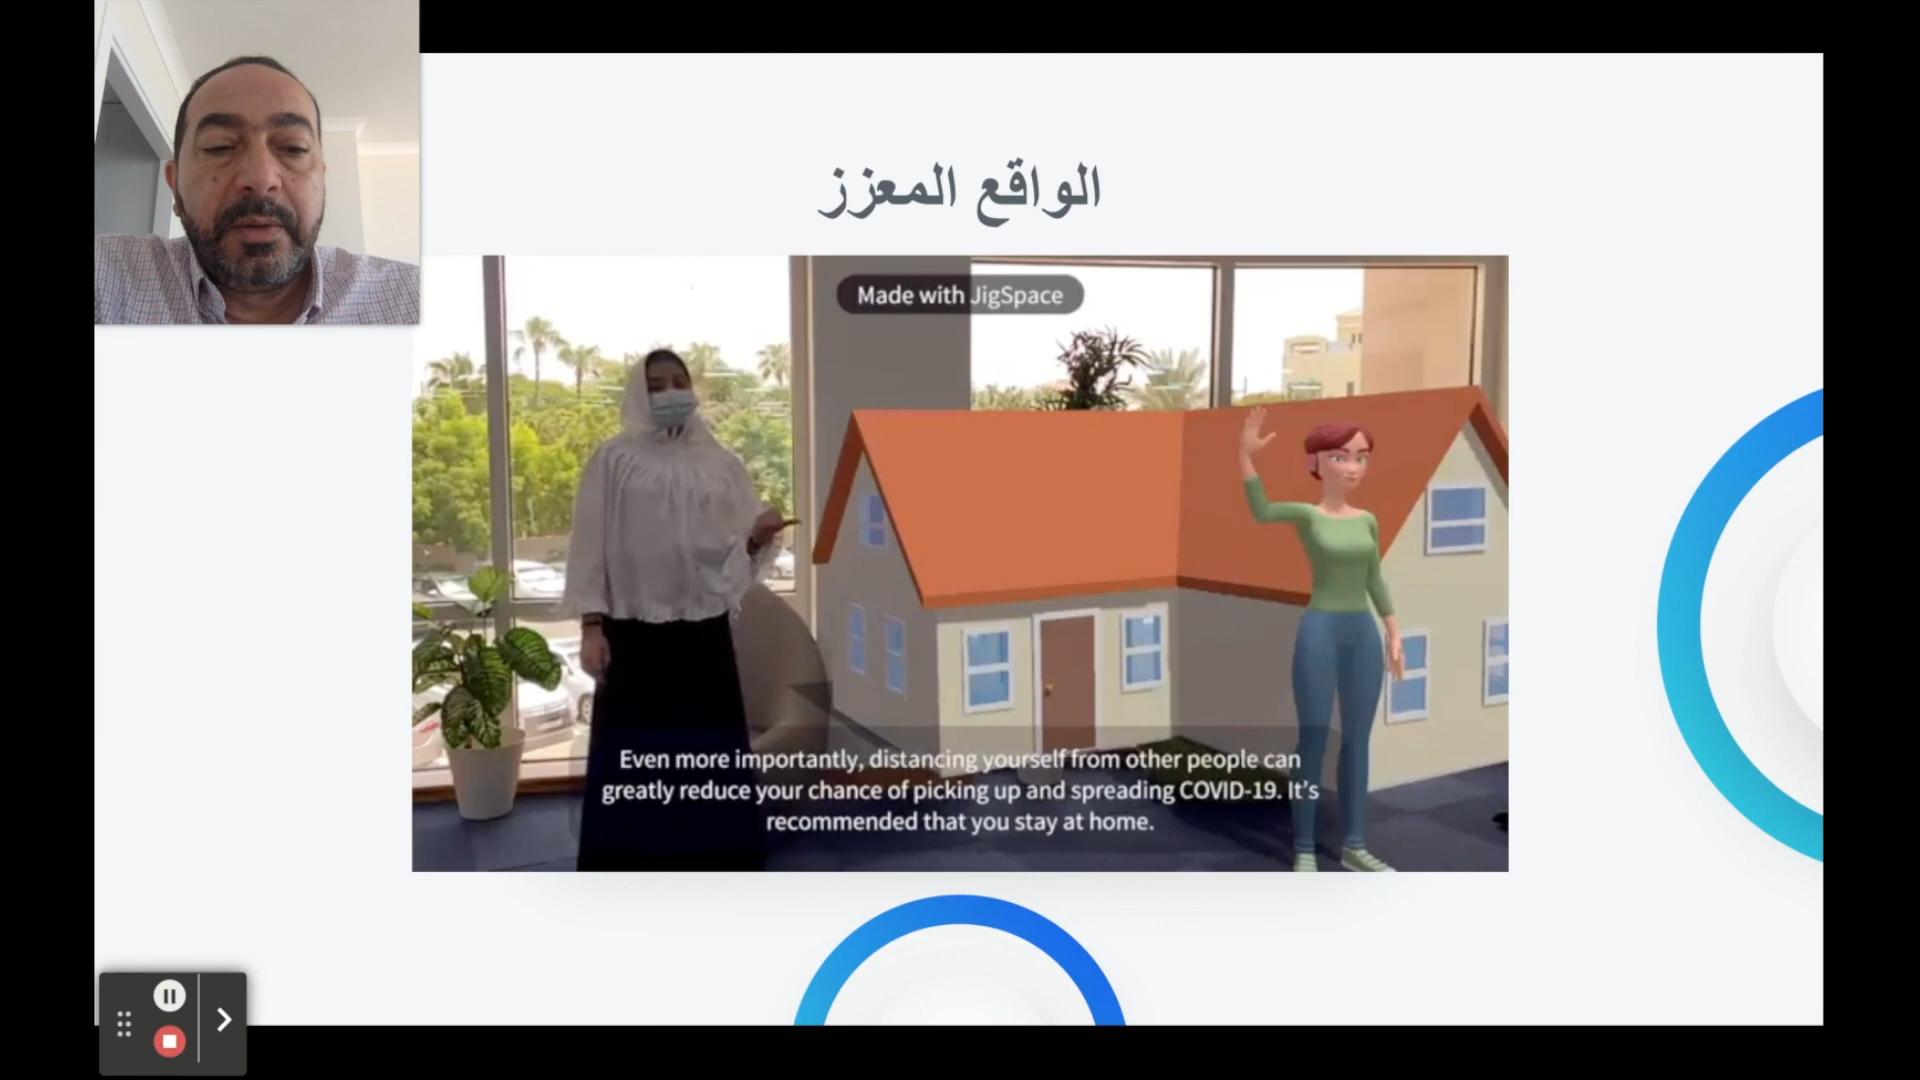 الواقع المعزز
Made with JigSpace
Even more importantly, distancing yourself from other people can
greatly reduce your chance of picking up and spreading COVID-19. It's
recommended that you stay at home.